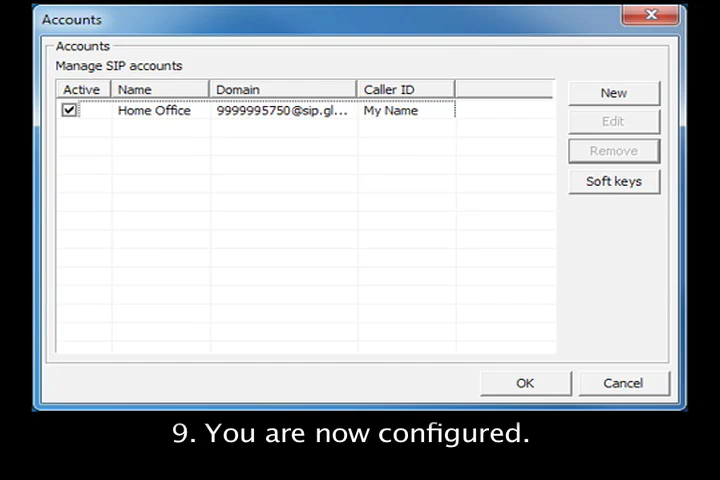 Accounts
Accounts
Manage SIP accounts
Active Name Domain Caller ID
Home Office 9999995750@sip.gl... My Name
New
Edit
Remove
Soft keys
OK Cancel
9. You are now configured.